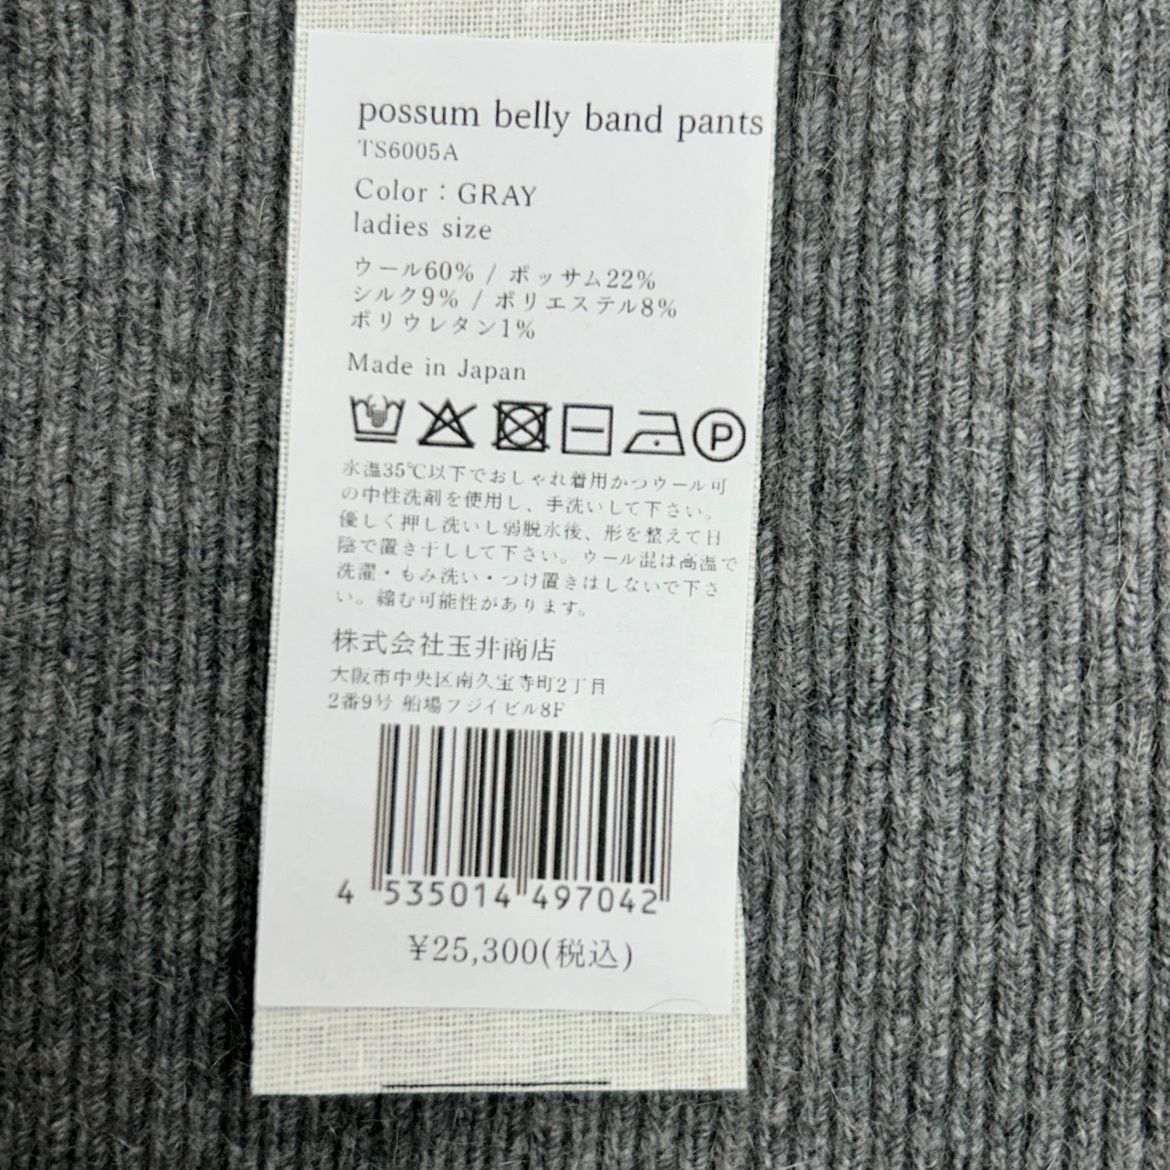 possum belly band pants
TS6005A
Color：GRAY
ladies size
ウール60% / ポッサム22%
シルク9% / ポリエステル8%
ポリウレタン1%
Made in Japan
P
水温35℃以下でおしゃれ着用かつウール可
の中性洗剤を使用し、手洗いして下さい。
優しく押し洗いし弱脱水後、形を整えて日
陰で置き干しして下さい。ウール混は高温で
洗濯・もみ洗い・つけ置きはしないで下さ
い。縮む可能性があります。
株式会社玉井商店
大阪市中央区南久宝寺町2丁目
2番9号 船場フジイビル8F
4 535014 497042
¥25,300(税込)